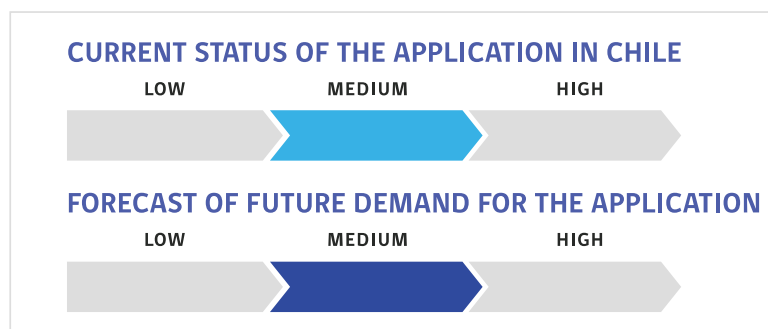 CURRENT STATUS OF THE APPLICATION IN CHILE
LOW MEDIUM HIGH
FORECAST OF FUTURE DEMAND FOR THE APPLICATION
LOW MEDIUM HIGH